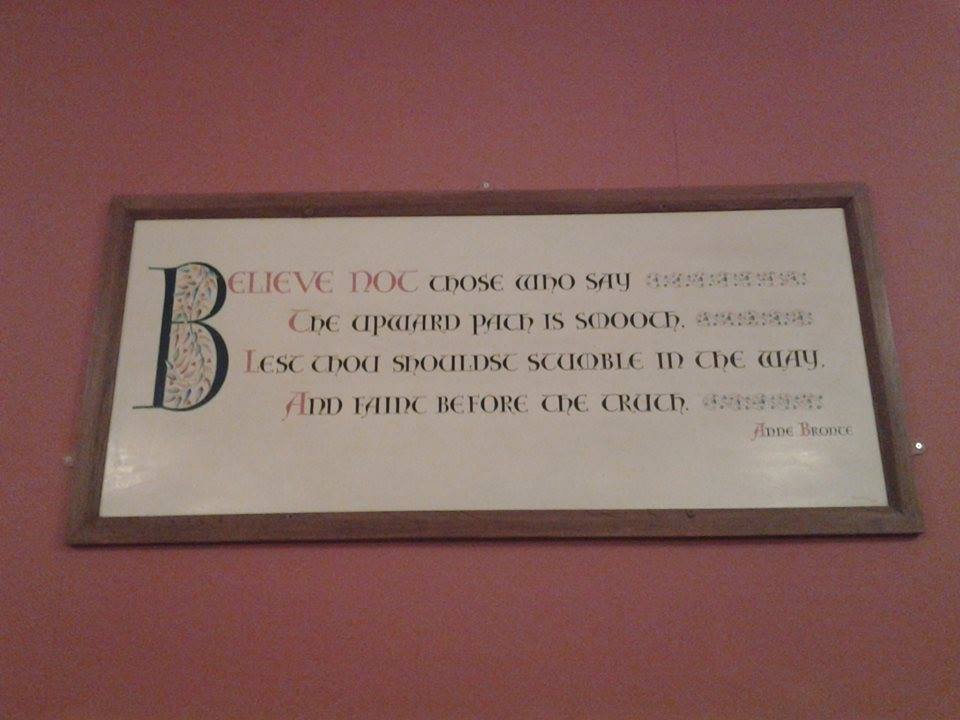 BELIEVE NOT THOSE WHO SAY
THE UPWARD PATH IS SMOOTH.
LEST THOU SHOULDST STUMBLE IN THE WAY.
AND FAINT BEFORE THE TRUTH.
ANNE BRONTE